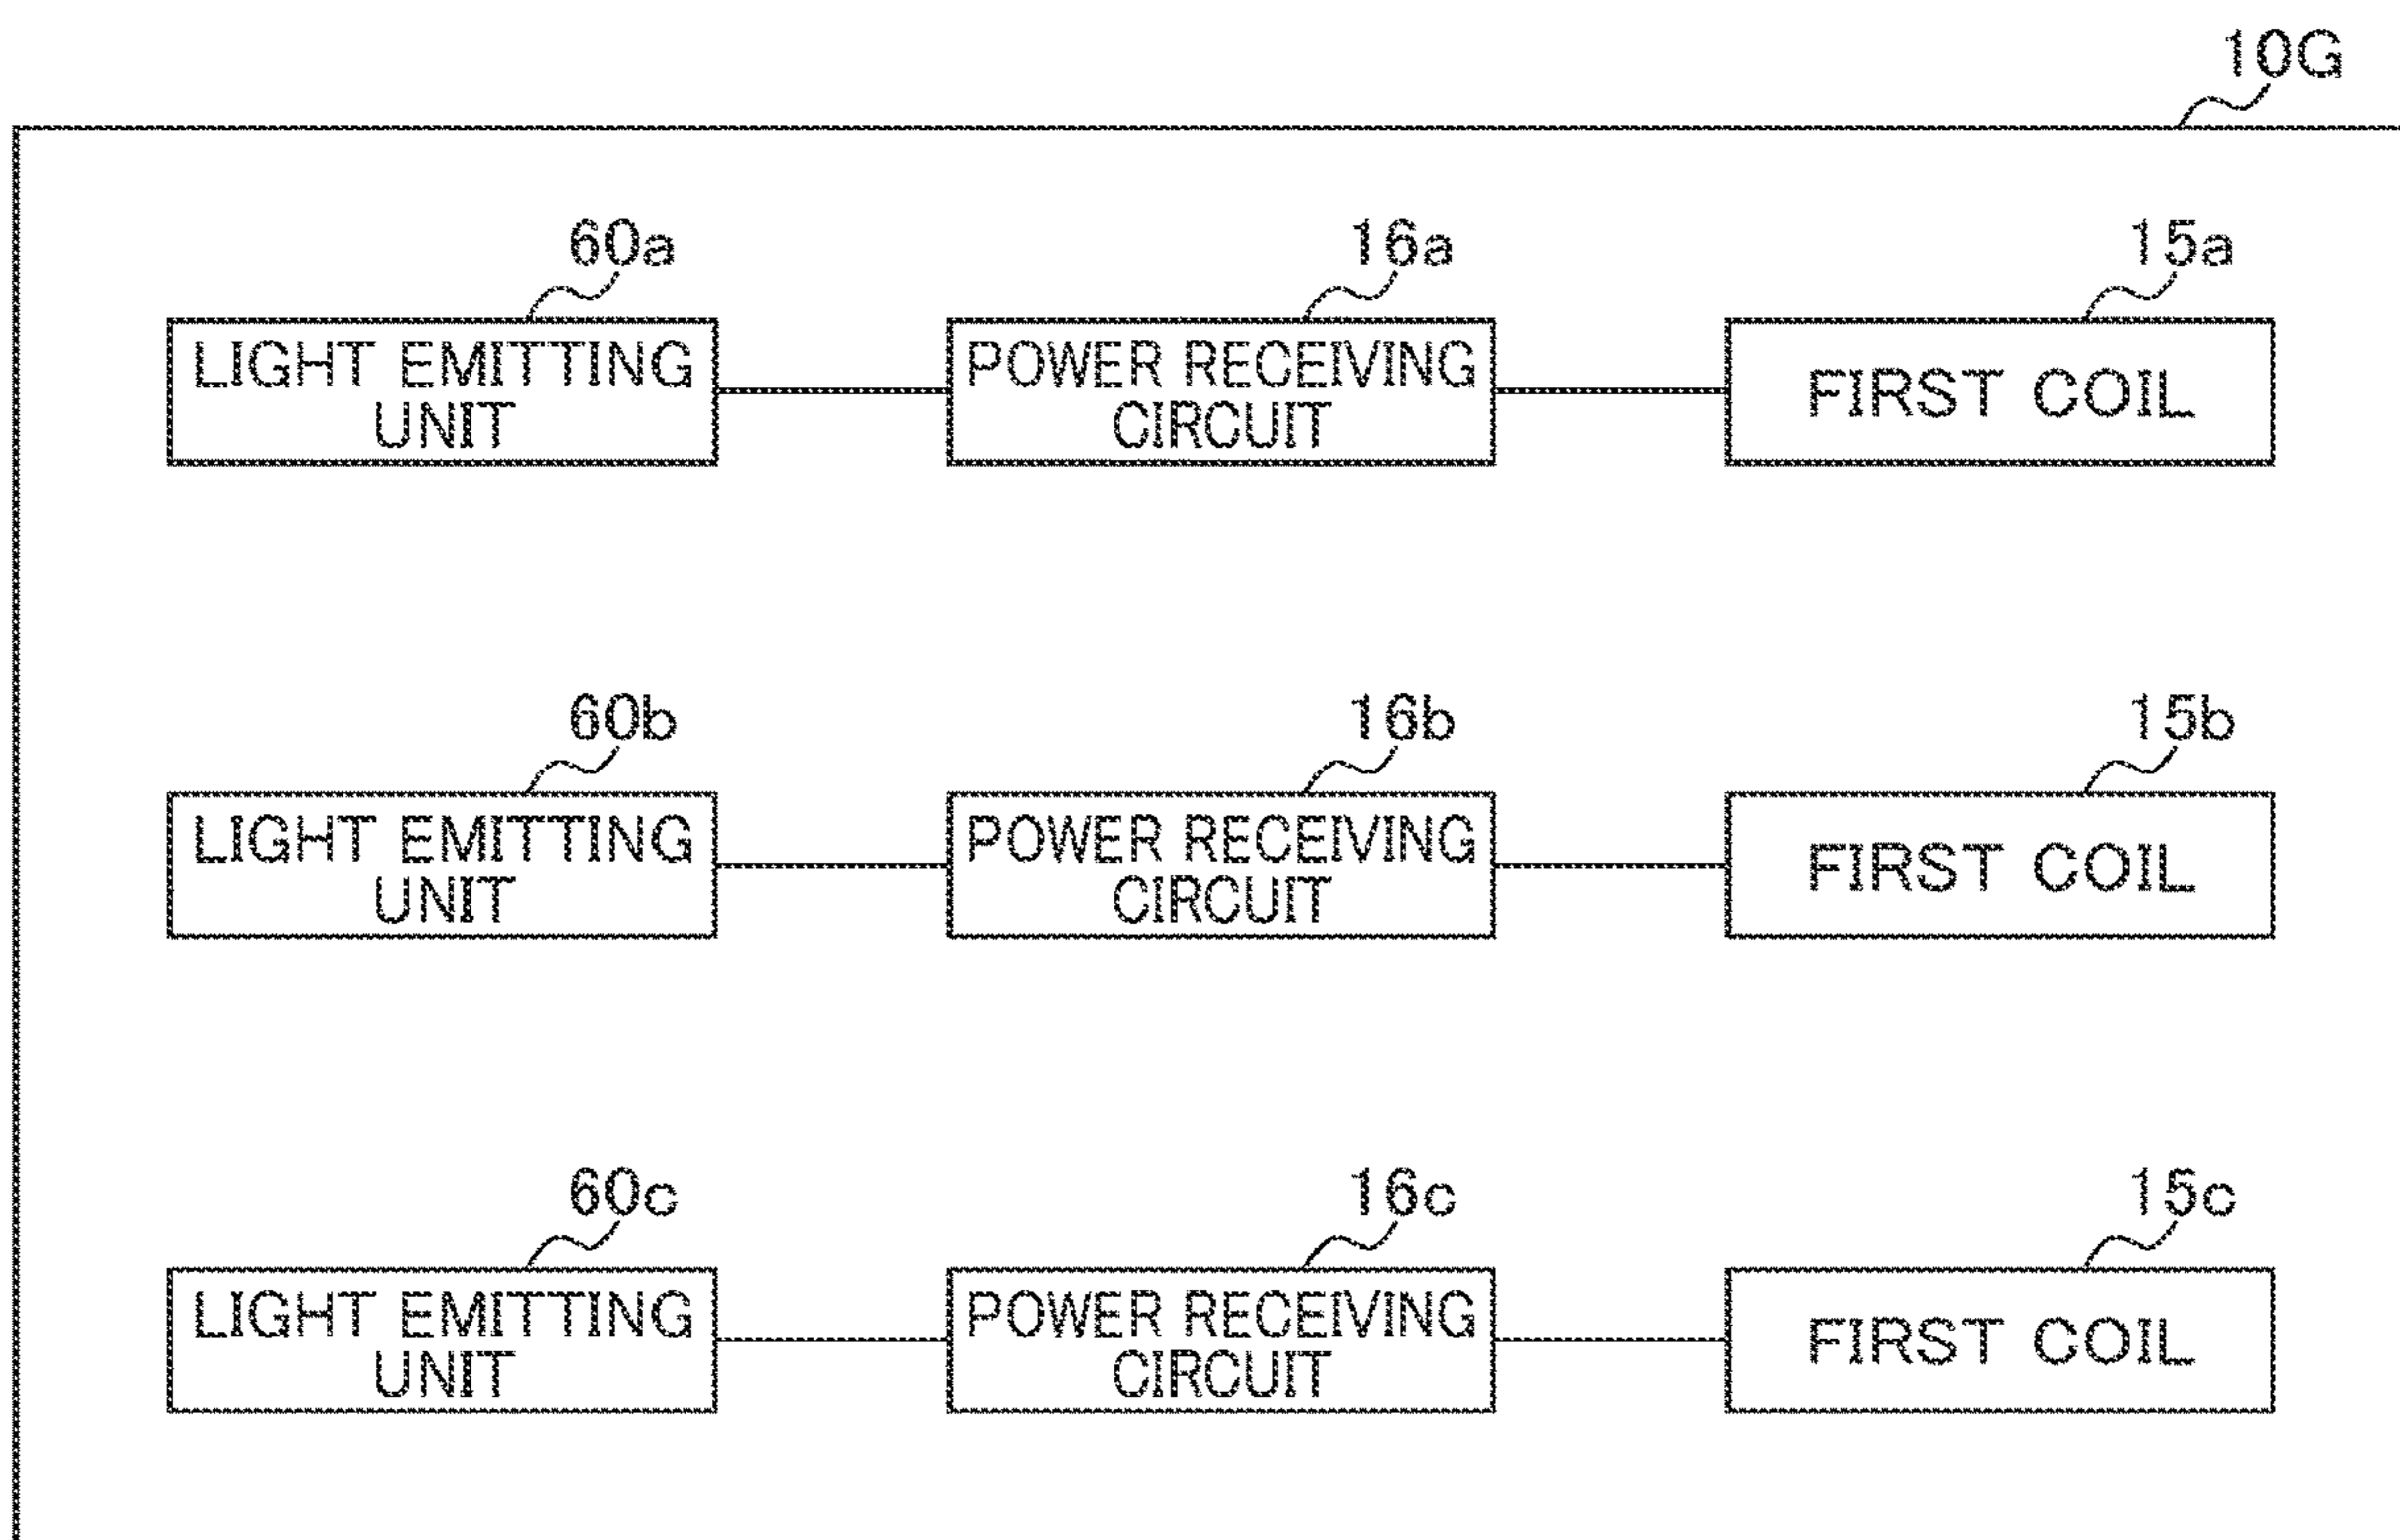 10G
60a
16a
15a
LIGHT EMITTING
UNIT
POWER RECEIVING
CIRCUIT
FIRST COIL
60b
16b
15b
LIGHT EMITTING
UNIT
POWER RECEIVING
CIRCUIT
FIRST COIL
60c
16c
15c
LIGHT EMITTING
UNIT
POWER RECEIVING
CIRCUIT
FIRST COIL